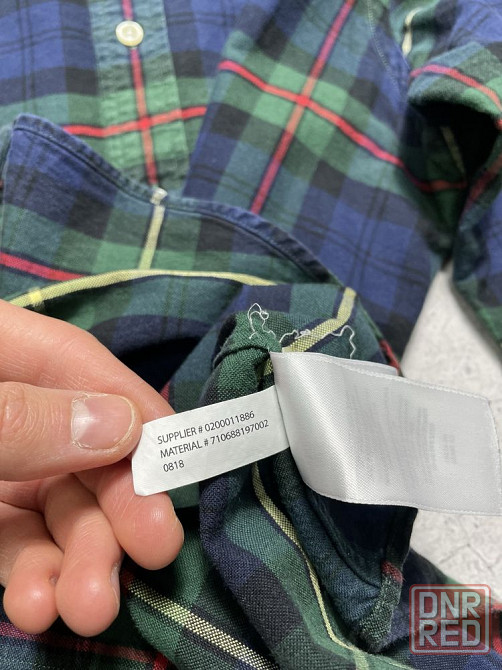 SUPPLIER # 0200011886
MATERIAL # 710688197002
0818
DNR
RED